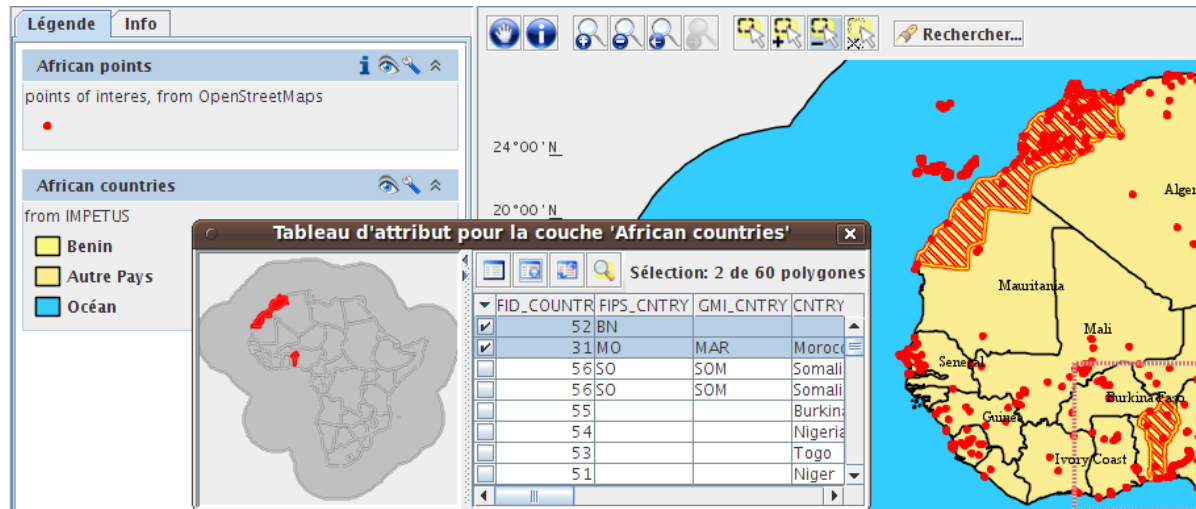 Légende Info
African points
points of interes, from OpenStreetMaps
African countries
from IMPETUS
Benin
Autre Pays
Océan
Rechercher...
24°00'N
20°00'N
Alger
Mauritania
Mali
Senegal
Burkina Faso
Guinea
Ivory Coast
Tableau d'attribut pour la couche 'African countries'
Sélection: 2 de 60 polygones
FID_COUNTR FIPS_CNTRY GMI_CNTRY CNTRY
52 BN
31 MO MAR Moroc
56 SO SOM Somali
56 SO SOM Somali
55 Burkina
54 Nigeria
53 Togo
51 Niger